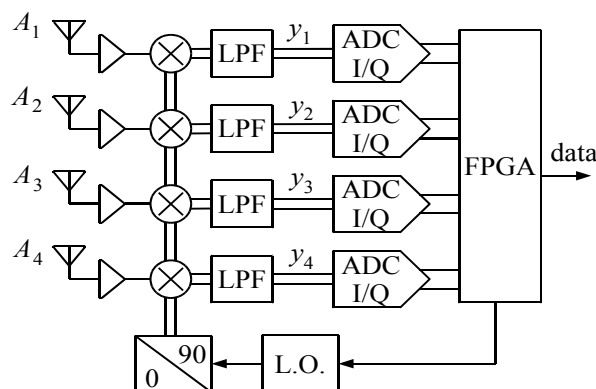 A1
LPF
y1
ADC
I/Q
A2
LPF
y2
ADC
I/Q
A3
LPF
y3
ADC
I/Q
A4
LPF
y4
ADC
I/Q
FPGA
data
0
90
L.O.